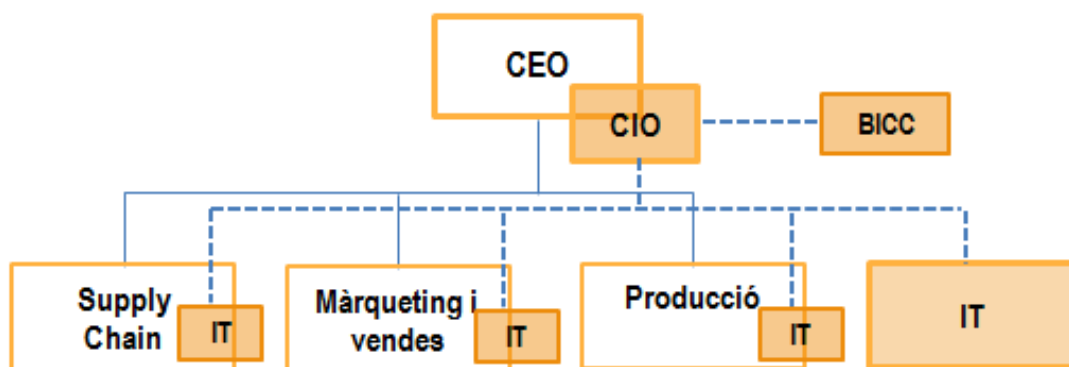 CEO
CIO
BICC
Supply
Chain
IT
Màrqueting i
vendes
IT
Producció
IT
IT